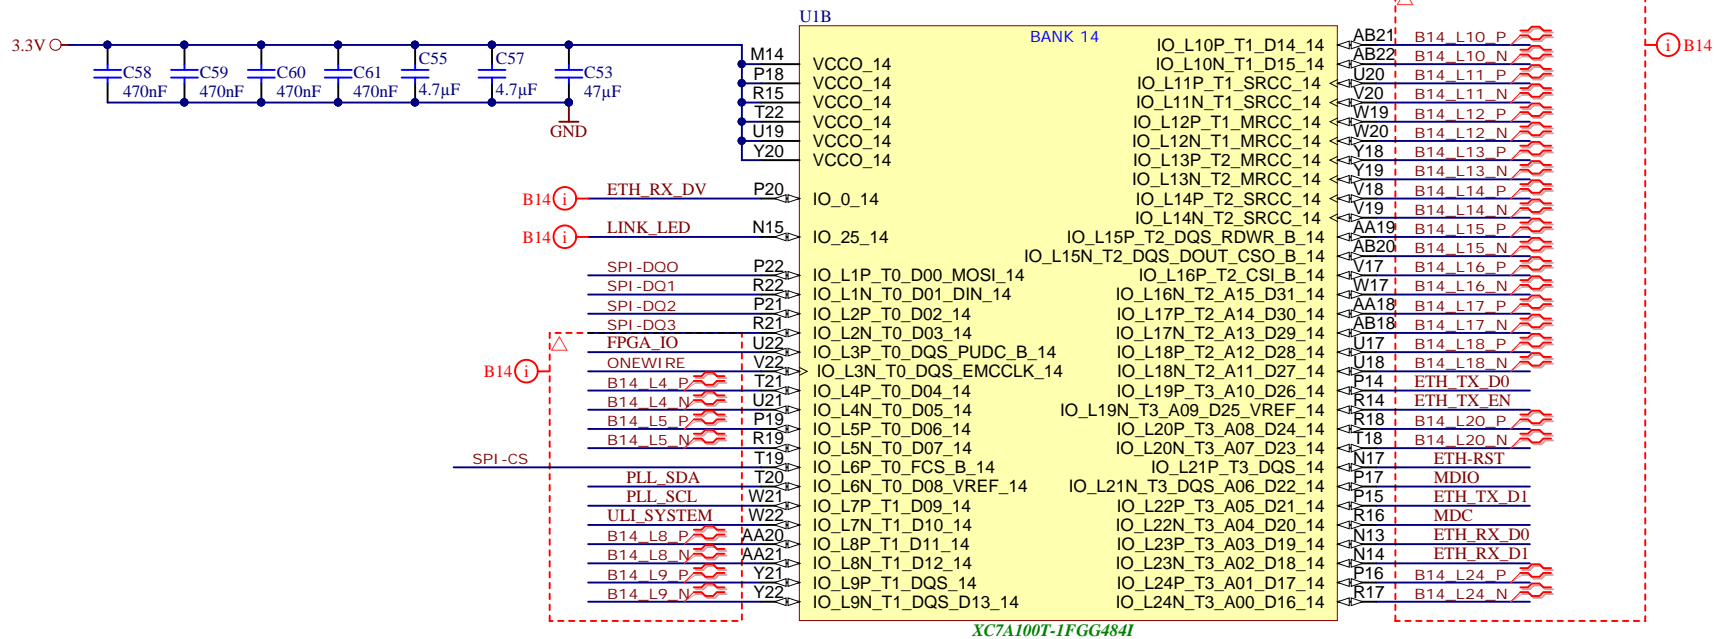 U1B
BANK 14
3.3V
C58
470nF
C59
470nF
C60
470nF
C61
470nF
C55
4.7µF
C57
4.7µF
C53
47µF
GND
M14 VCCO_14
P18 VCCO_14
R15 VCCO_14
T22 VCCO_14
U19 VCCO_14
Y20 VCCO_14
B14 i ETH_RX_DV P20 IO_0_14
B14 i LINK_LED N15 IO_25_14
SPI-DQ0 P22 IO_L1P_T0_D00_MOSI_14
SPI-DQ1 R22 IO_L1N_T0_D01_DIN_14
SPI-DQ2 P21 IO_L2P_T0_D02_14
SPI-DQ3 R21 IO_L2N_T0_D03_14
FPGA_IO U22 IO_L3P_T0_DQS_PUDC_B_14
B14 i ONEWIRE V22 IO_L3N_T0_DQS_EMCCLK_14
B14_L4_P T21 IO_L4P_T0_D04_14
B14_L4_N U21 IO_L4N_T0_D05_14
B14_L5_P P19 IO_L5P_T0_D06_14
B14_L5_N R19 IO_L5N_T0_D07_14
SPI-CS T19 IO_L6P_T0_FCS_B_14
PLL_SDA T20 IO_L6N_T0_D08_VREF_14
PLL_SCL W21 IO_L7P_T1_D09_14
ULI_SYSTEM W22 IO_L7N_T1_D10_14
B14_L8_P AA20 IO_L8P_T1_D11_14
B14_L8_N AA21 IO_L8N_T1_D12_14
B14_L9_P Y21 IO_L9P_T1_DQS_14
B14_L9_N Y22 IO_L9N_T1_DQS_D13_14
IO_L10P_T1_D14_14 AB21 B14_L10_P i B14
IO_L10N_T1_D15_14 AB22 B14_L10_N
IO_L11P_T1_SRCC_14 U20 B14_L11_P
IO_L11N_T1_SRCC_14 V20 B14_L11_N
IO_L12P_T1_MRCC_14 W19 B14_L12_P
IO_L12N_T1_MRCC_14 W20 B14_L12_N
IO_L13P_T2_MRCC_14 Y18 B14_L13_P
IO_L13N_T2_MRCC_14 Y19 B14_L13_N
IO_L14P_T2_SRCC_14 V18 B14_L14_P
IO_L14N_T2_SRCC_14 V19 B14_L14_N
IO_L15P_T2_DQS_RDWR_B_14 AA19 B14_L15_P
IO_L15N_T2_DQS_DOUT_CSO_B_14 AB20 B14_L15_N
IO_L16P_T2_CSI_B_14 V17 B14_L16_P
IO_L16N_T2_A15_D31_14 W17 B14_L16_N
IO_L17P_T2_A14_D30_14 AA18 B14_L17_P
IO_L17N_T2_A13_D29_14 AB18 B14_L17_N
IO_L18P_T2_A12_D28_14 U17 B14_L18_P
IO_L18N_T2_A11_D27_14 U18 B14_L18_N
IO_L19P_T3_A10_D26_14 P14 ETH_TX_D0
IO_L19N_T3_A09_D25_VREF_14 R14 ETH_TX_EN
IO_L20P_T3_A08_D24_14 R18 B14_L20_P
IO_L20N_T3_A07_D23_14 T18 B14_L20_N
IO_L21P_T3_DQS_14 N17 ETH-RST
IO_L21N_T3_DQS_A06_D22_14 P17 MDIO
IO_L22P_T3_A05_D21_14 P15 ETH_TX_D1
IO_L22N_T3_A04_D20_14 R16 MDC
IO_L23P_T3_A03_D19_14 N13 ETH_RX_D0
IO_L23N_T3_A02_D18_14 N14 ETH_RX_D1
IO_L24P_T3_A01_D17_14 P16 B14_L24_P
IO_L24N_T3_A00_D16_14 R17 B14_L24_N
XC7A100T-1FGG484I